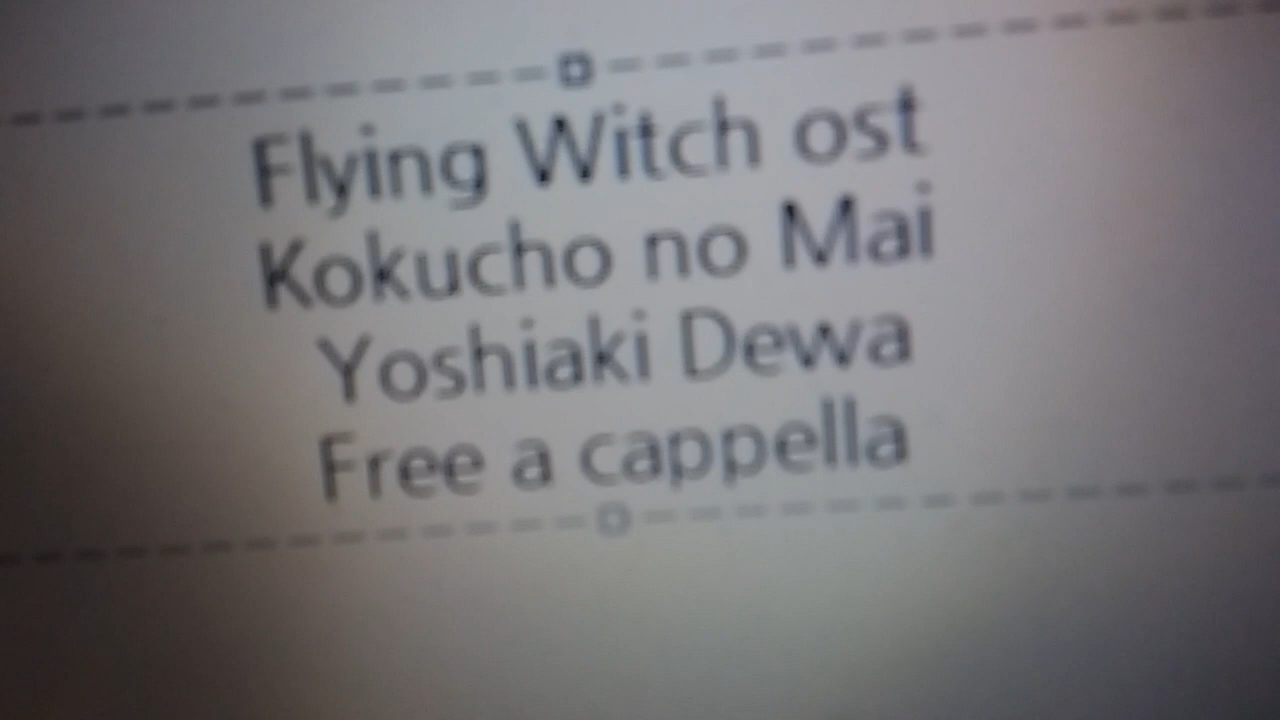 Flying Witch ost
Kokucho no Mai
Yoshiaki Dewa
Free a cappella